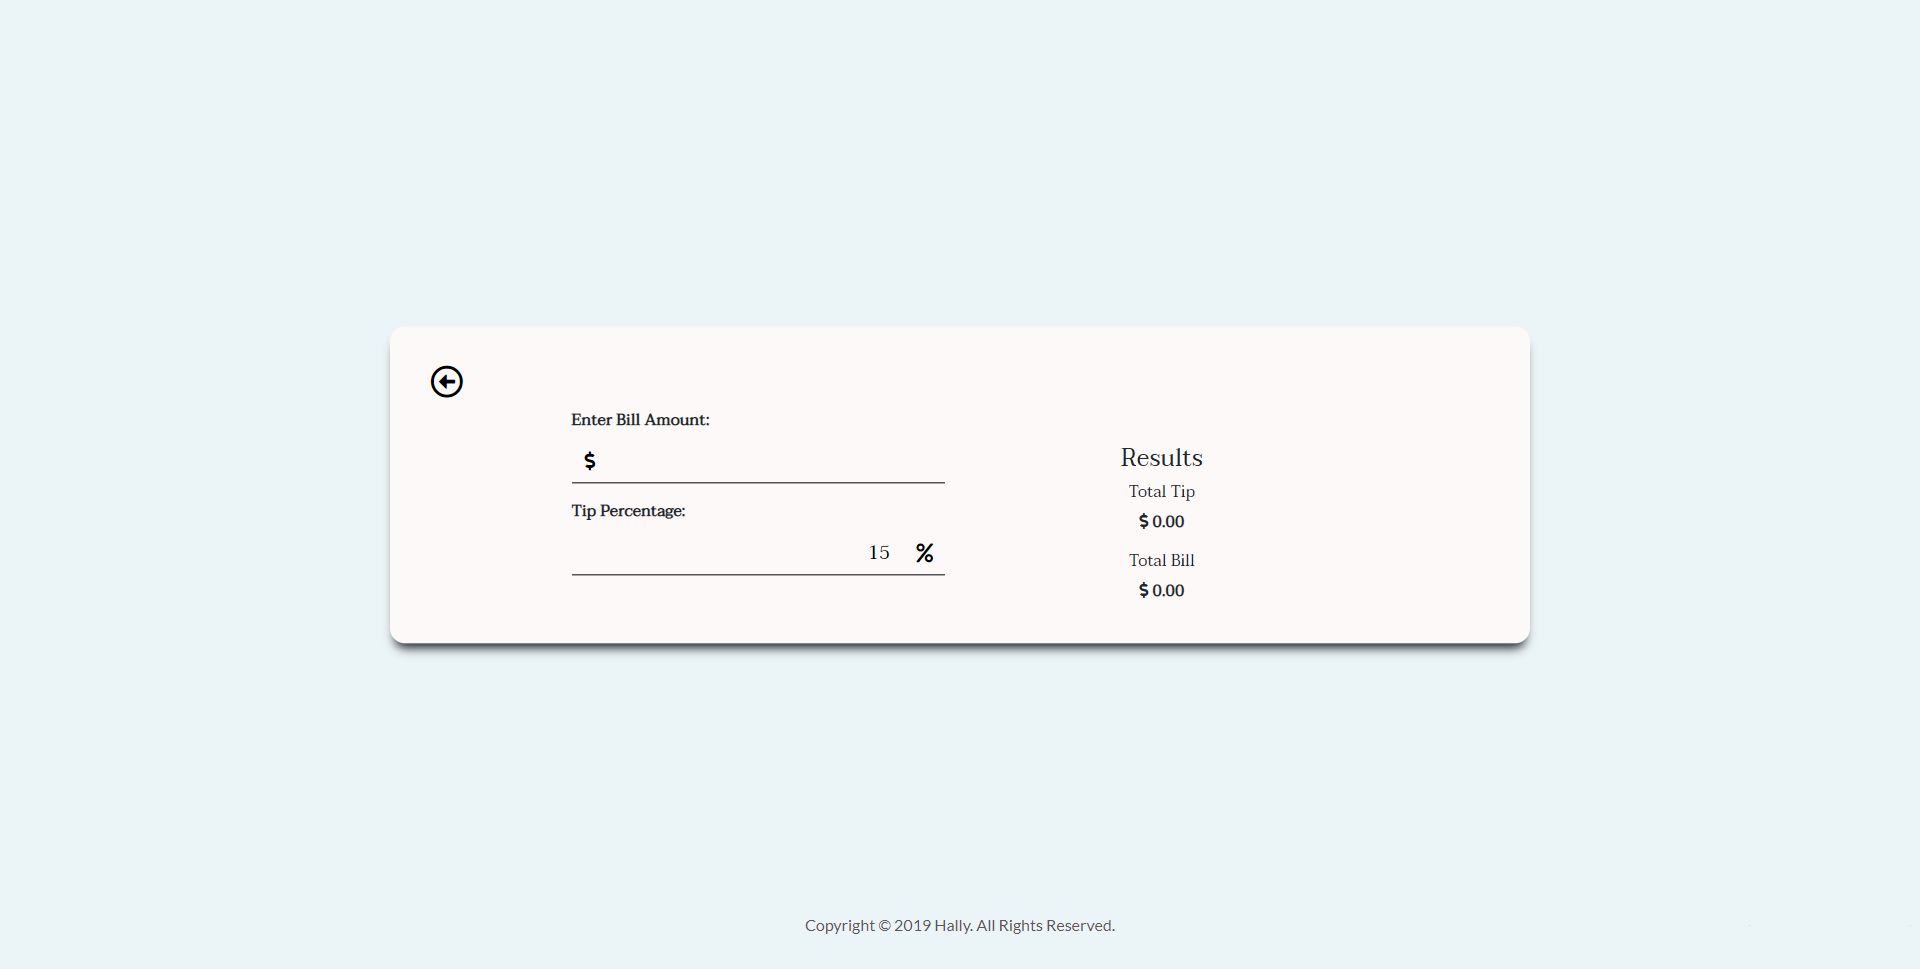 Enter Bill Amount:
$
Tip Percentage:
15 %
Results
Total Tip
$ 0.00
Total Bill
$ 0.00
Copyright © 2019 Hally. All Rights Reserved.